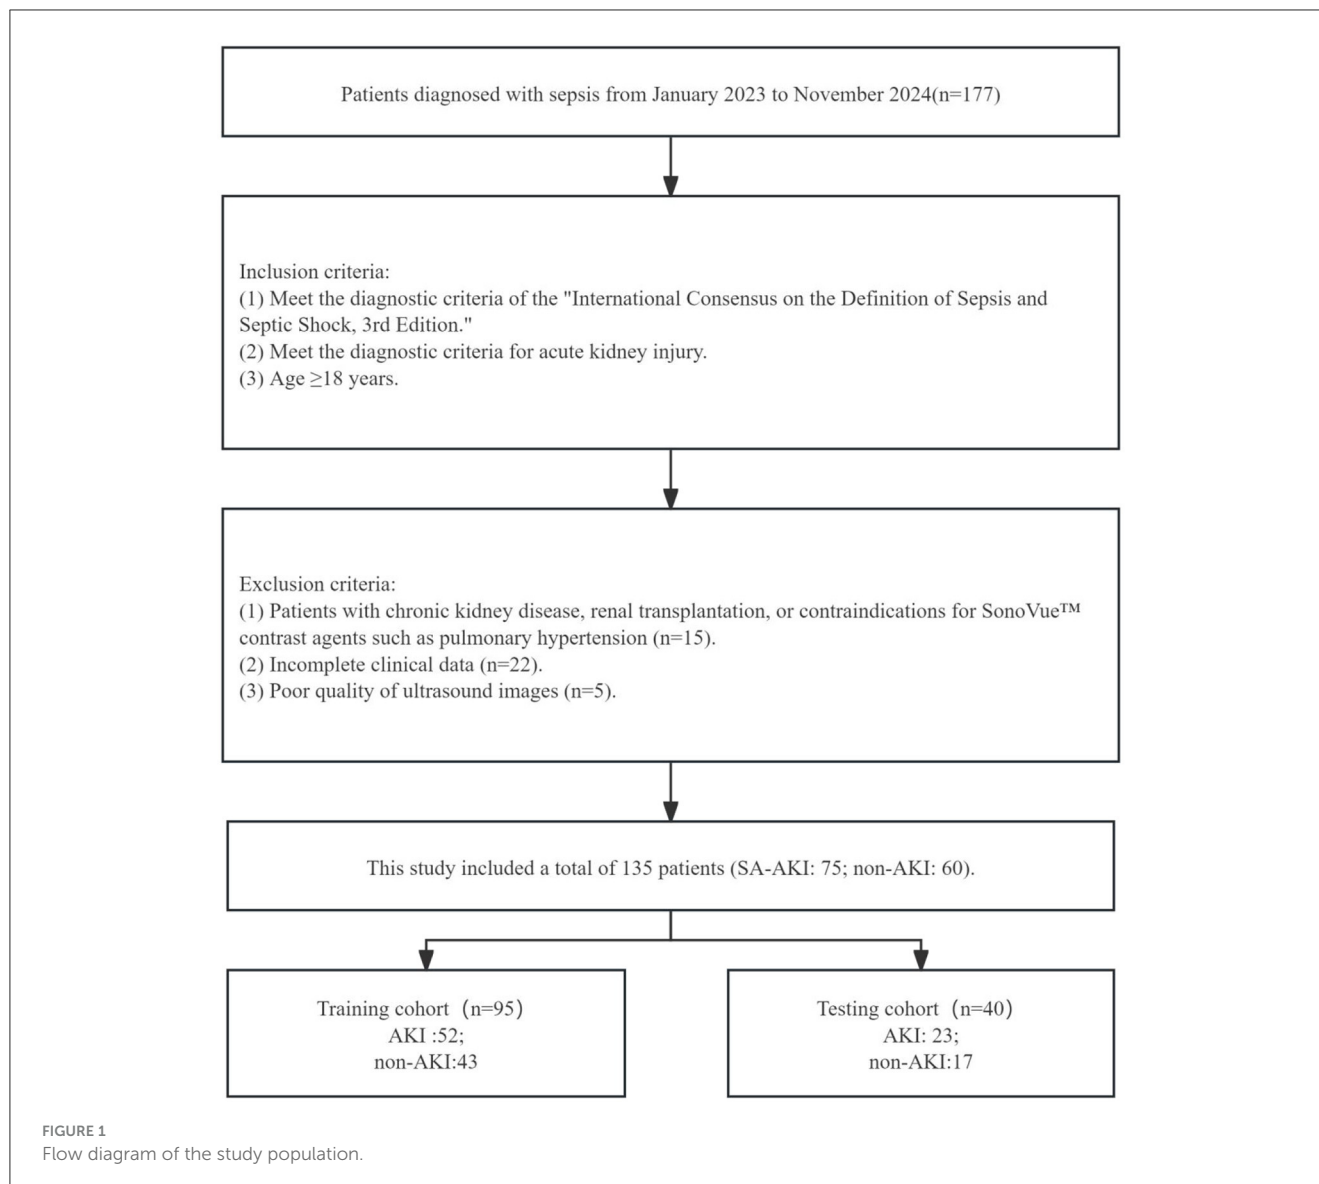 Patients diagnosed with sepsis from January 2023 to November 2024(n=177)
Inclusion criteria:
(1) Meet the diagnostic criteria of the "International Consensus on the Definition of Sepsis and
Septic Shock, 3rd Edition."
(2) Meet the diagnostic criteria for acute kidney injury.
(3) Age ≥18 years.
Exclusion criteria:
(1) Patients with chronic kidney disease, renal transplantation, or contraindications for SonoVue™
contrast agents such as pulmonary hypertension (n=15).
(2) Incomplete clinical data (n=22).
(3) Poor quality of ultrasound images (n=5).
This study included a total of 135 patients (SA-AKI: 75; non-AKI: 60).
Training cohort（n=95）
AKI :52;
non-AKI:43
Testing cohort（n=40）
AKI: 23;
non-AKI:17
FIGURE 1
Flow diagram of the study population.